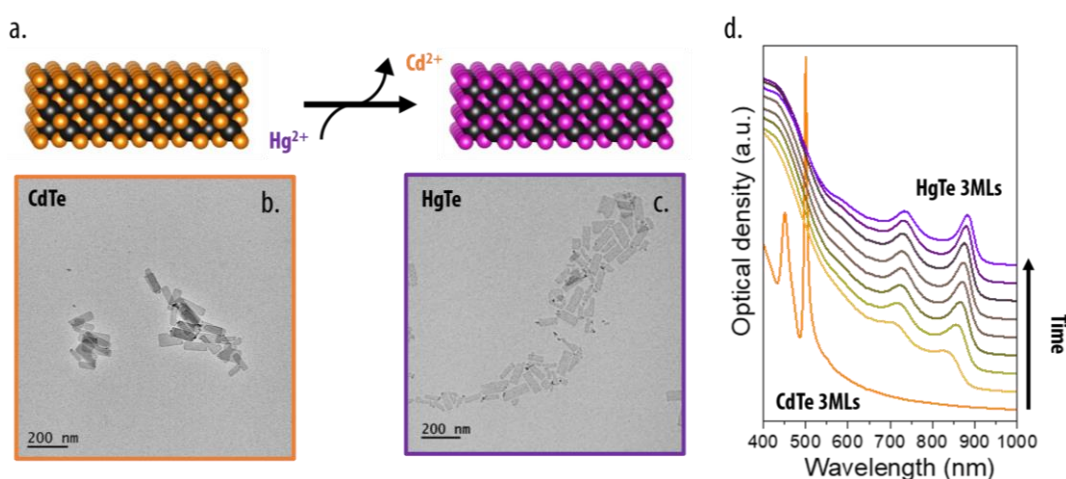 a.
Cd²⁺
Hg²⁺
CdTe
b.
200 nm
HgTe
c.
200 nm
d.
Optical density (a.u.)
HgTe 3MLs
CdTe 3MLs
Time
400 500 600 700 800 900 1000
Wavelength (nm)